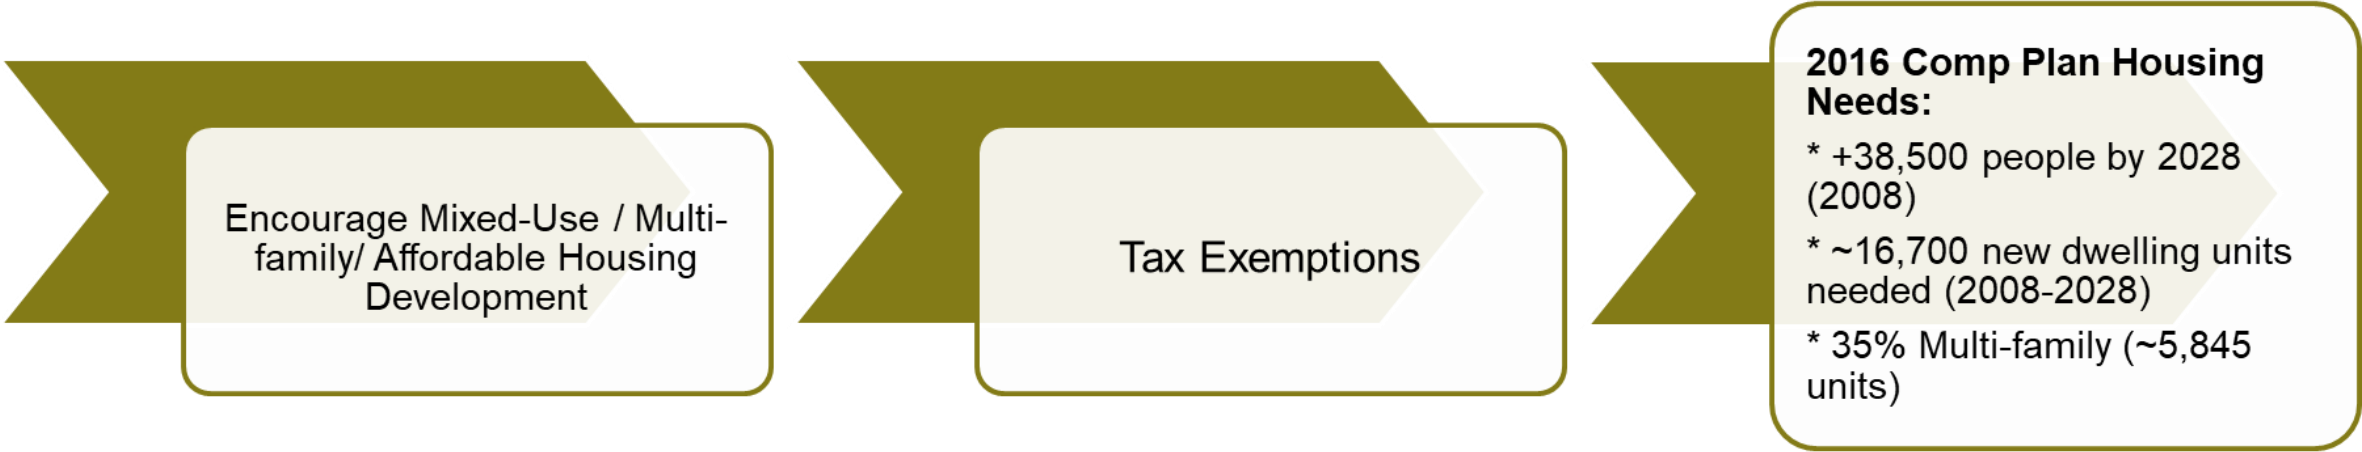 Encourage Mixed-Use / Multi-
family/ Affordable Housing
Development
Tax Exemptions
2016 Comp Plan Housing
Needs:
* +38,500 people by 2028
(2008)
* ~16,700 new dwelling units
needed (2008-2028)
* 35% Multi-family (~5,845
units)